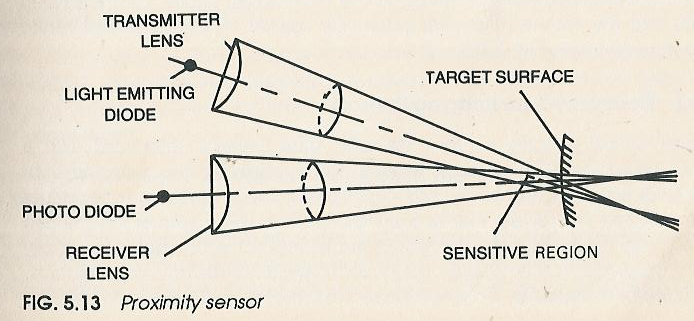 TRANSMITTER
LENS
LIGHT EMITTING
DIODE
TARGET SURFACE
PHOTO DIODE
RECEIVER
LENS
SENSITIVE REGION
FIG. 5.13 Proximity sensor